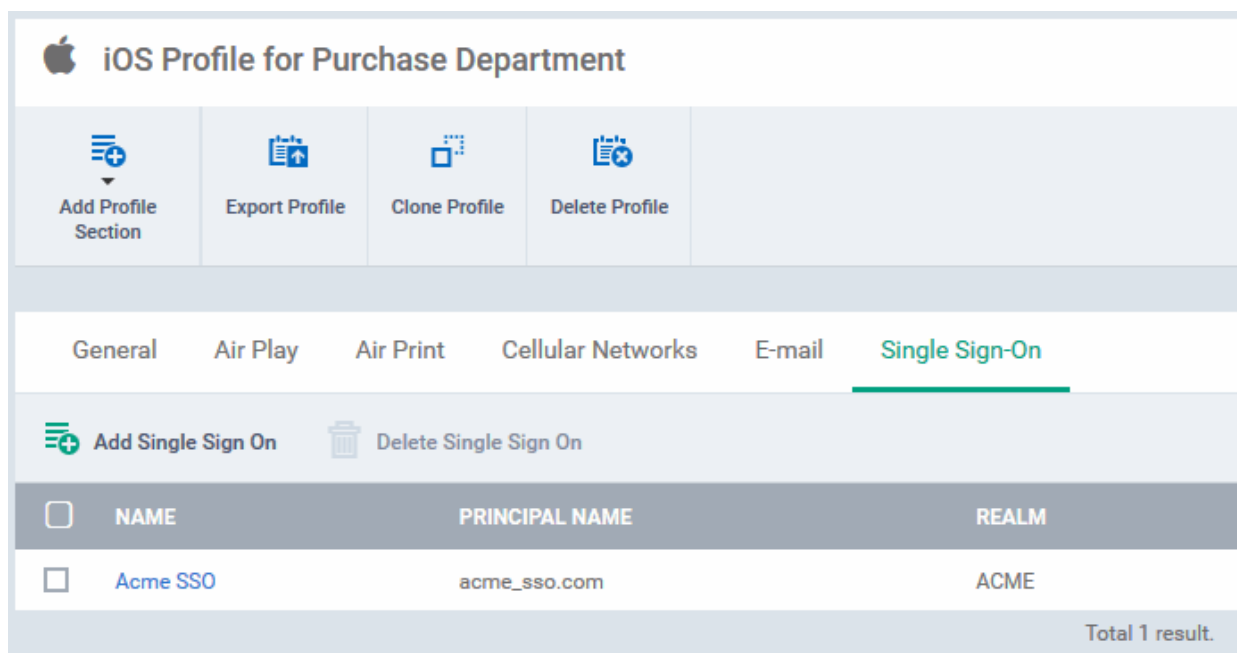 iOS Profile for Purchase Department
Add Profile Section
Export Profile
Clone Profile
Delete Profile
General Air Play Air Print Cellular Networks E-mail Single Sign-On
Add Single Sign On Delete Single Sign On
NAME PRINCIPAL NAME REALM
Acme SSO acme_sso.com ACME
Total 1 result.